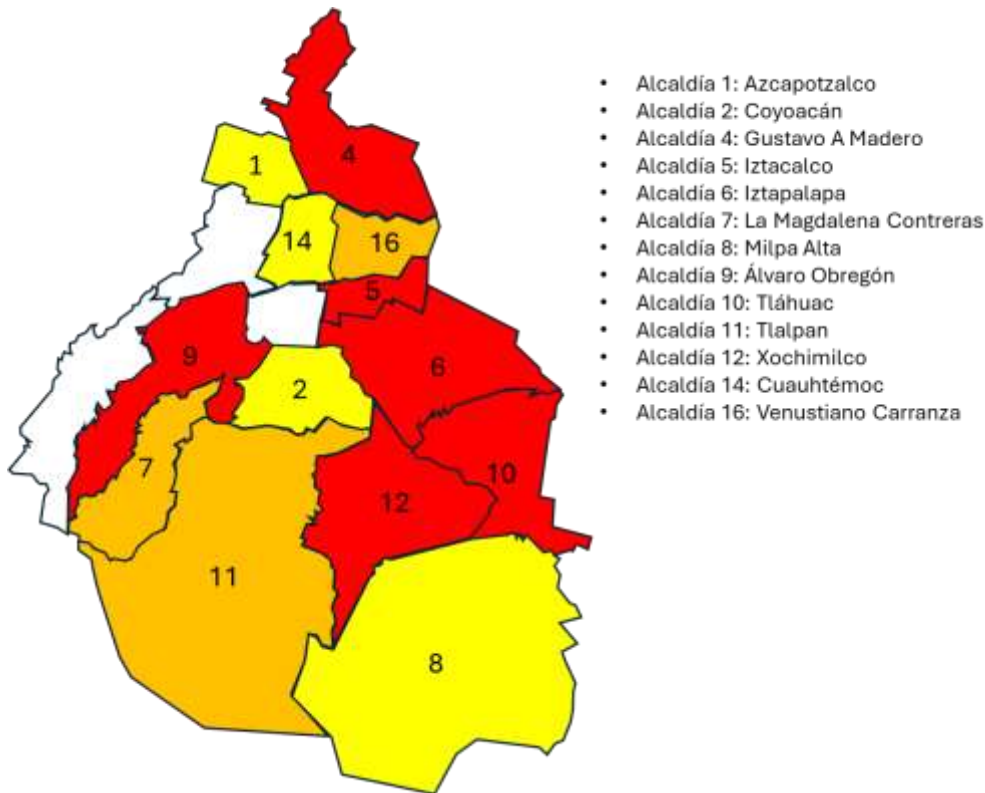 4
1
14
16
5
9
6
2
7
10
12
11
8
• Alcaldía 1: Azcapotzalco
• Alcaldía 2: Coyoacán
• Alcaldía 4: Gustavo A Madero
• Alcaldía 5: Iztacalco
• Alcaldía 6: Iztapalapa
• Alcaldía 7: La Magdalena Contreras
• Alcaldía 8: Milpa Alta
• Alcaldía 9: Álvaro Obregón
• Alcaldía 10: Tláhuac
• Alcaldía 11: Tlalpan
• Alcaldía 12: Xochimilco
• Alcaldía 14: Cuauhtémoc
• Alcaldía 16: Venustiano Carranza